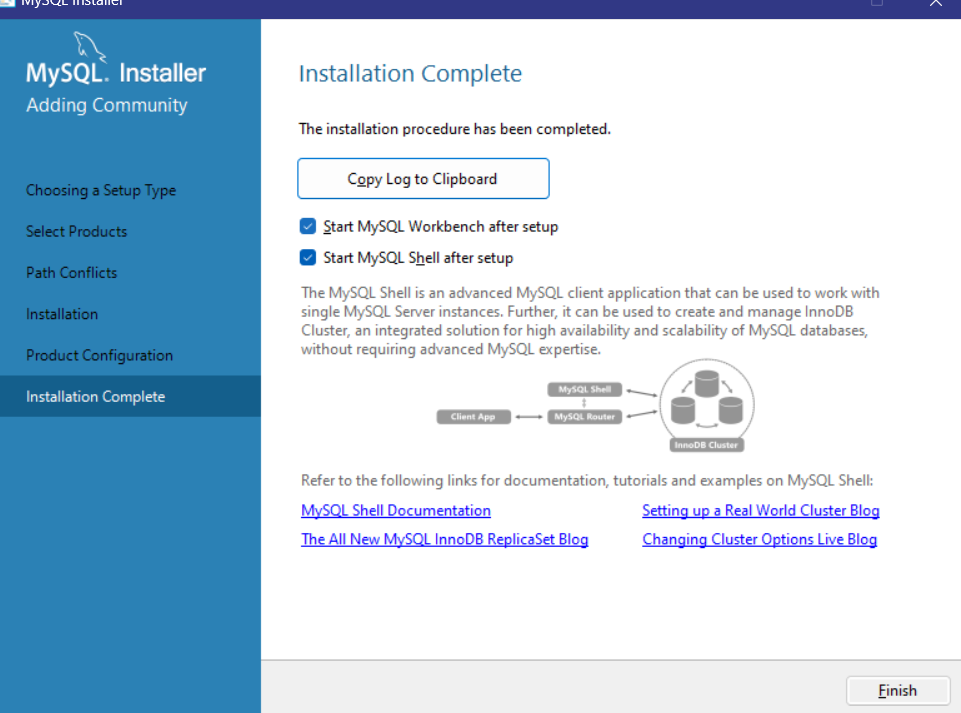 MySQL Installer
MySQL. Installer
Adding Community
Choosing a Setup Type
Select Products
Path Conflicts
Installation
Product Configuration
Installation Complete
Installation Complete
The installation procedure has been completed.
Copy Log to Clipboard
Start MySQL Workbench after setup
Start MySQL Shell after setup
The MySQL Shell is an advanced MySQL client application that can be used to work with
single MySQL Server instances. Further, it can be used to create and manage InnoDB
Cluster, an integrated solution for high availability and scalability of MySQL databases,
without requiring advanced MySQL expertise.
MySQL Shell
Client App
MySQL Router
InnoDB Cluster
Refer to the following links for documentation, tutorials and examples on MySQL Shell:
MySQL Shell Documentation
Setting up a Real World Cluster Blog
The All New MySQL InnoDB ReplicaSet Blog
Changing Cluster Options Live Blog
Finish